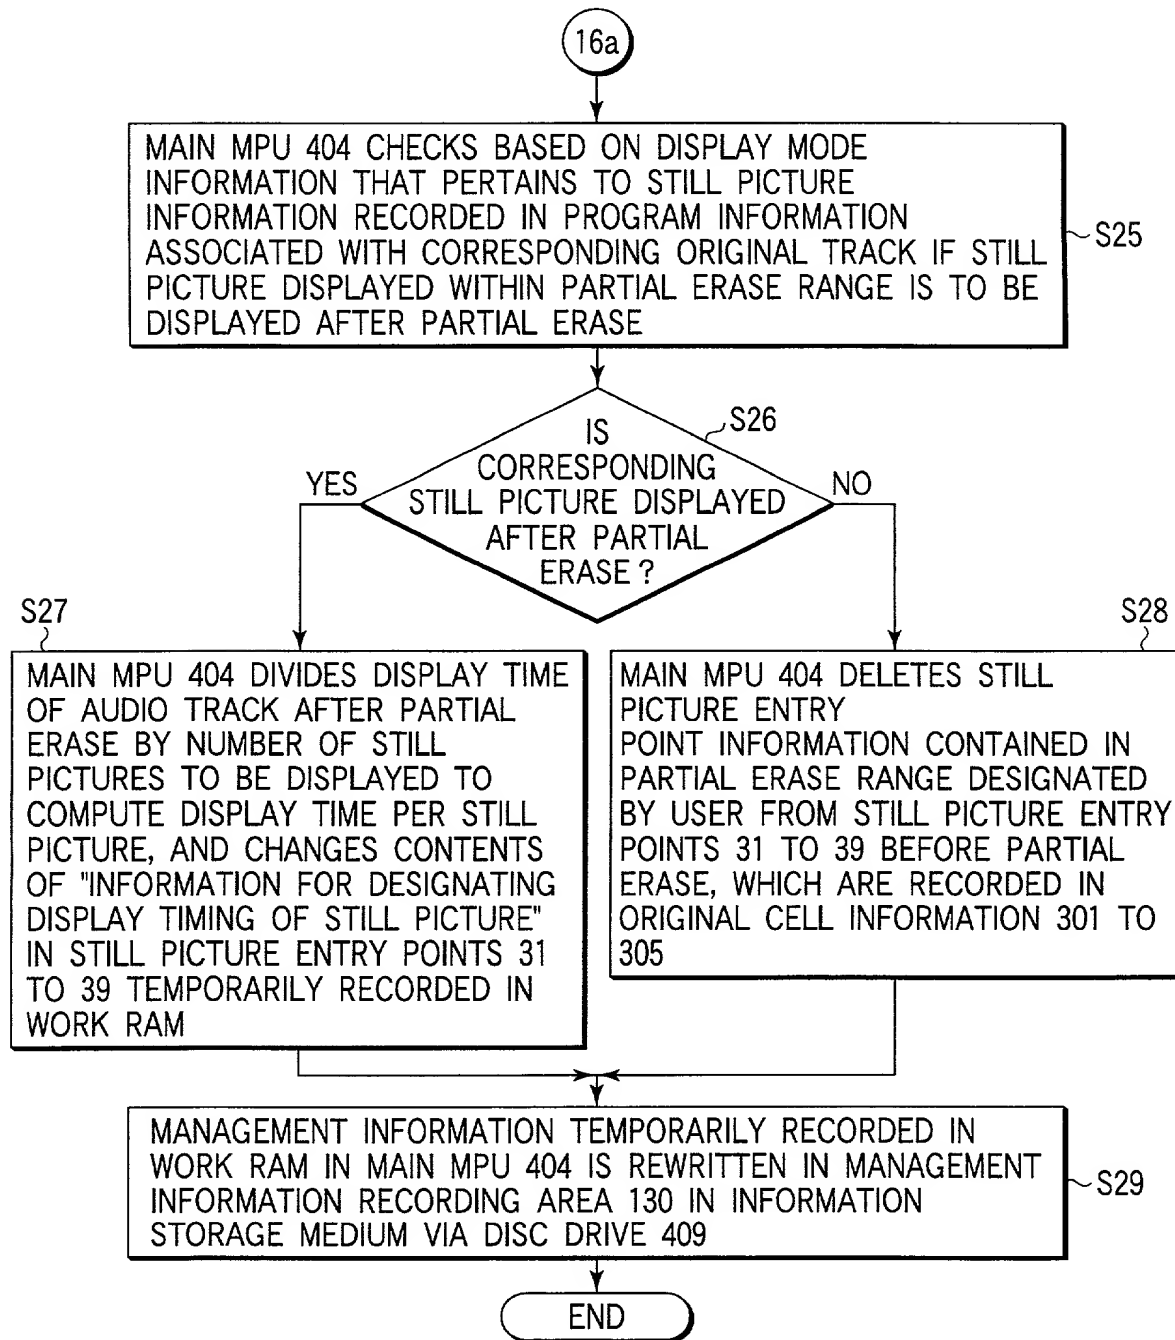 16a
MAIN MPU 404 CHECKS BASED ON DISPLAY MODE
INFORMATION THAT PERTAINS TO STILL PICTURE
INFORMATION RECORDED IN PROGRAM INFORMATION
ASSOCIATED WITH CORRESPONDING ORIGINAL TRACK IF STILL
PICTURE DISPLAYED WITHIN PARTIAL ERASE RANGE IS TO BE
DISPLAYED AFTER PARTIAL ERASE
S25
S26
IS
CORRESPONDING
STILL PICTURE DISPLAYED
AFTER PARTIAL
ERASE?
YES
NO
S27
MAIN MPU 404 DIVIDES DISPLAY TIME
OF AUDIO TRACK AFTER PARTIAL
ERASE BY NUMBER OF STILL
PICTURES TO BE DISPLAYED TO
COMPUTE DISPLAY TIME PER STILL
PICTURE, AND CHANGES CONTENTS
OF "INFORMATION FOR DESIGNATING
DISPLAY TIMING OF STILL PICTURE"
IN STILL PICTURE ENTRY POINTS 31
TO 39 TEMPORARILY RECORDED IN
WORK RAM
S28
MAIN MPU 404 DELETES STILL
PICTURE ENTRY
POINT INFORMATION CONTAINED IN
PARTIAL ERASE RANGE DESIGNATED
BY USER FROM STILL PICTURE ENTRY
POINTS 31 TO 39 BEFORE PARTIAL
ERASE, WHICH ARE RECORDED IN
ORIGINAL CELL INFORMATION 301 TO
305
MANAGEMENT INFORMATION TEMPORARILY RECORDED IN
WORK RAM IN MAIN MPU 404 IS REWRITTEN IN MANAGEMENT
INFORMATION RECORDING AREA 130 IN INFORMATION
STORAGE MEDIUM VIA DISC DRIVE 409
S29
END